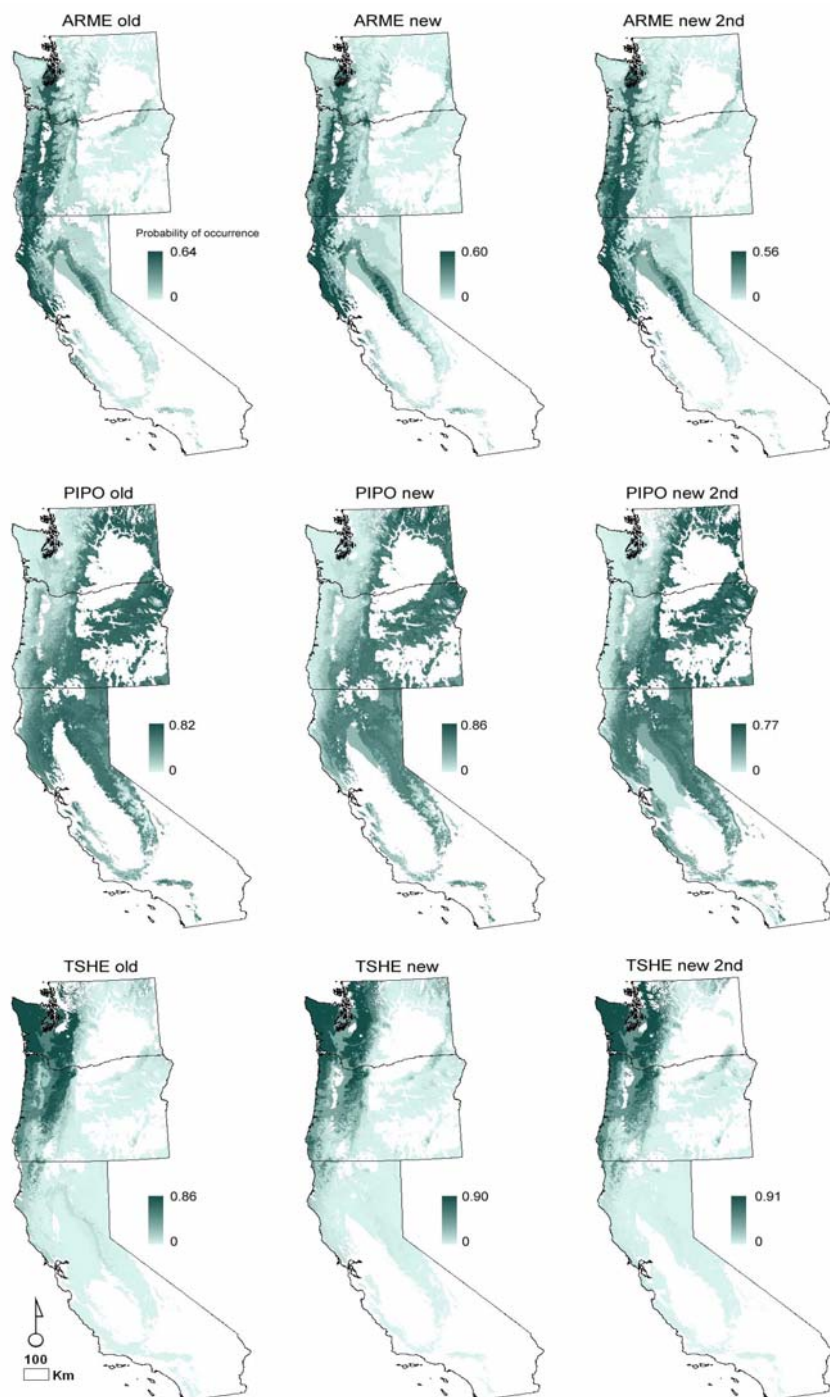 ARME old
ARME new
ARME new 2nd
Probability of occurrence
0.64
0
0.60
0
0.56
0
PIPO old
PIPO new
PIPO new 2nd
0.82
0
0.86
0
0.77
0
TSHE old
TSHE new
TSHE new 2nd
0.86
0
0.90
0
0.91
0
100
Km